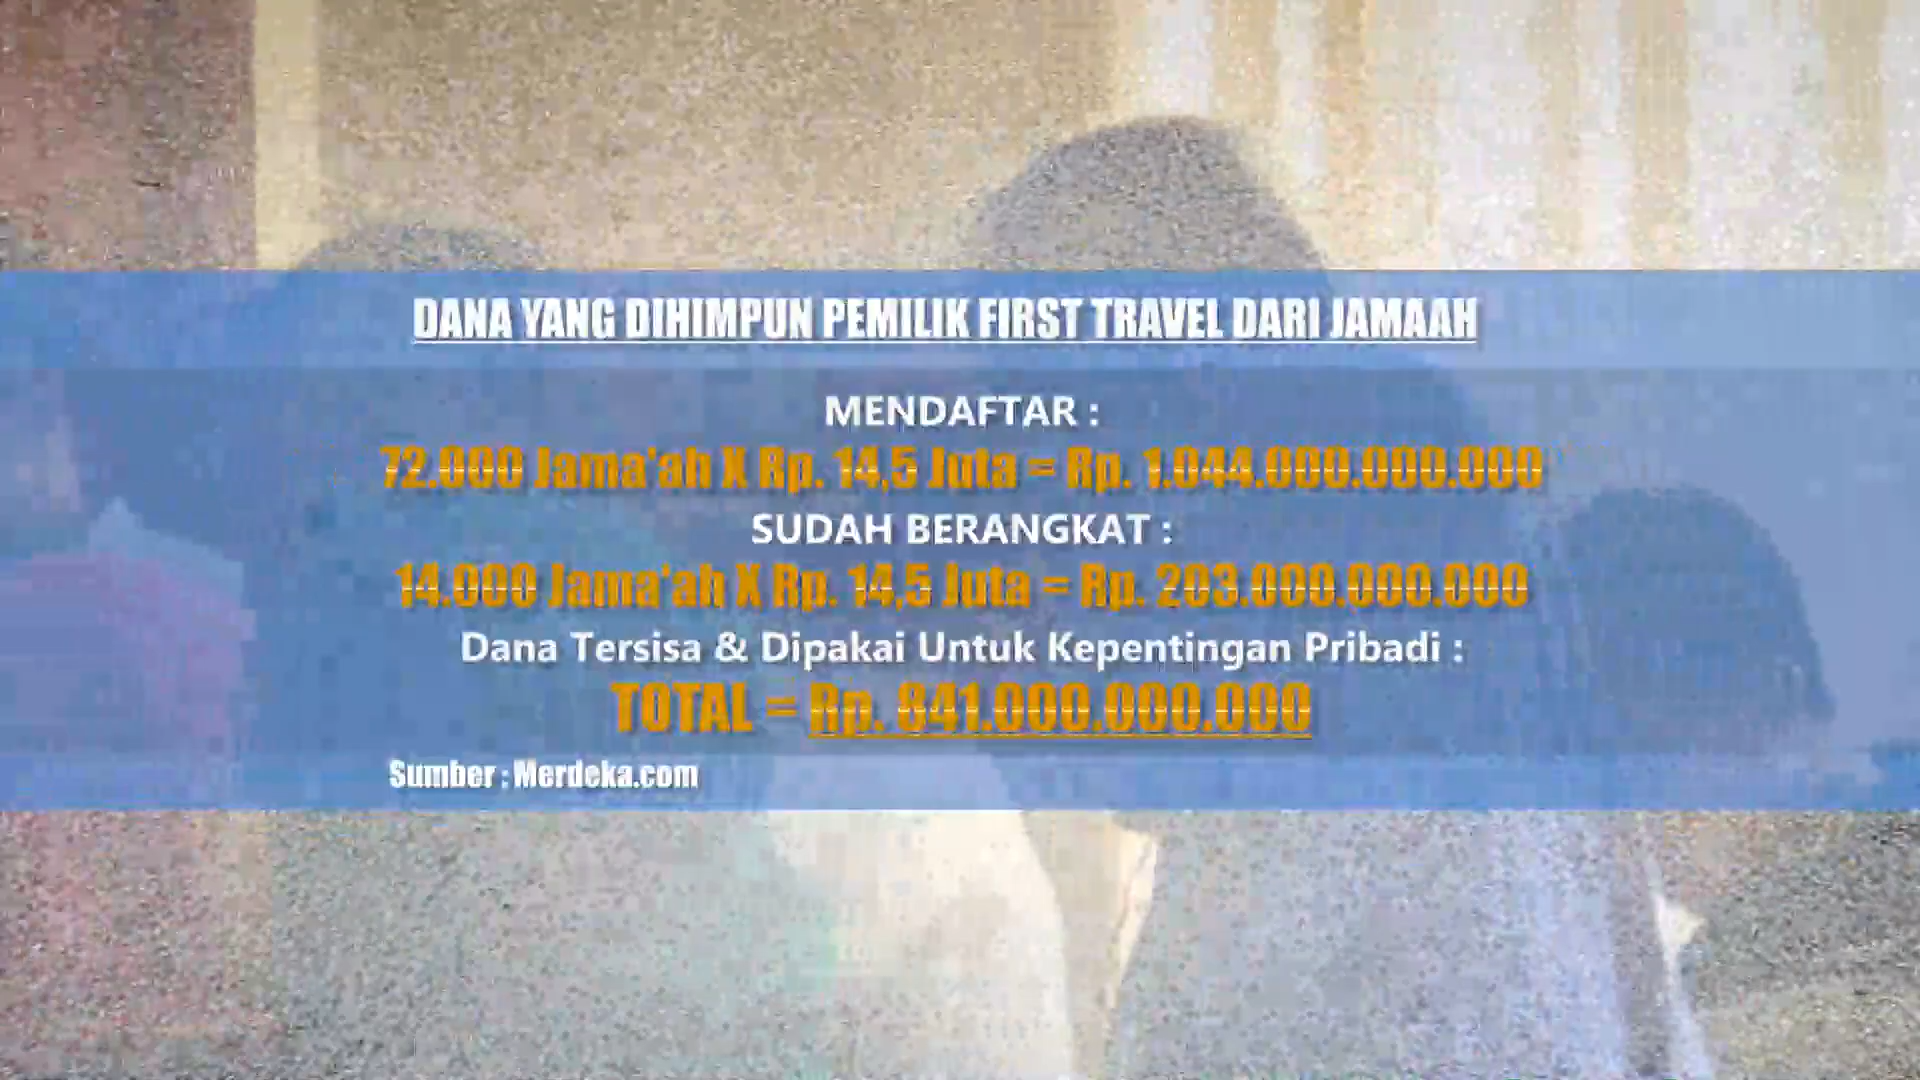 DANA YANG DIHIMPUN PEMILIK FIRST TRAVEL DARI JAMAAH
MENDAFTAR :
72.000 Jama'ah X Rp. 14,5 Juta = Rp. 1.044.000.000.000
SUDAH BERANGKAT :
14.000 Jama'ah X Rp. 14,5 Juta = Rp. 203.000.000.000
Dana Tersisa & Dipakai Untuk Kepentingan Pribadi :
TOTAL = Rp. 841.000.000.000
Sumber : Merdeka.com